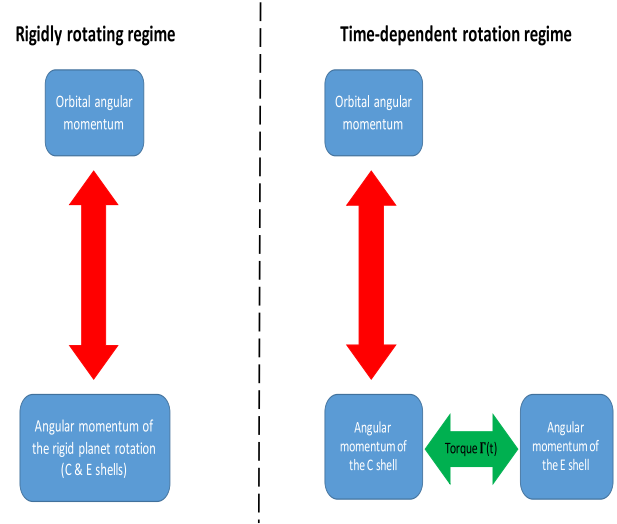 Rigidly rotating regime
Time-dependent rotation regime
Orbital angular
momentum
Orbital angular
momentum
Angular momentum of
the rigid planet rotation
(C & E shells)
Angular
momentum of
the C shell
Torque Γ(t)
Angular
momentum of
the E shell